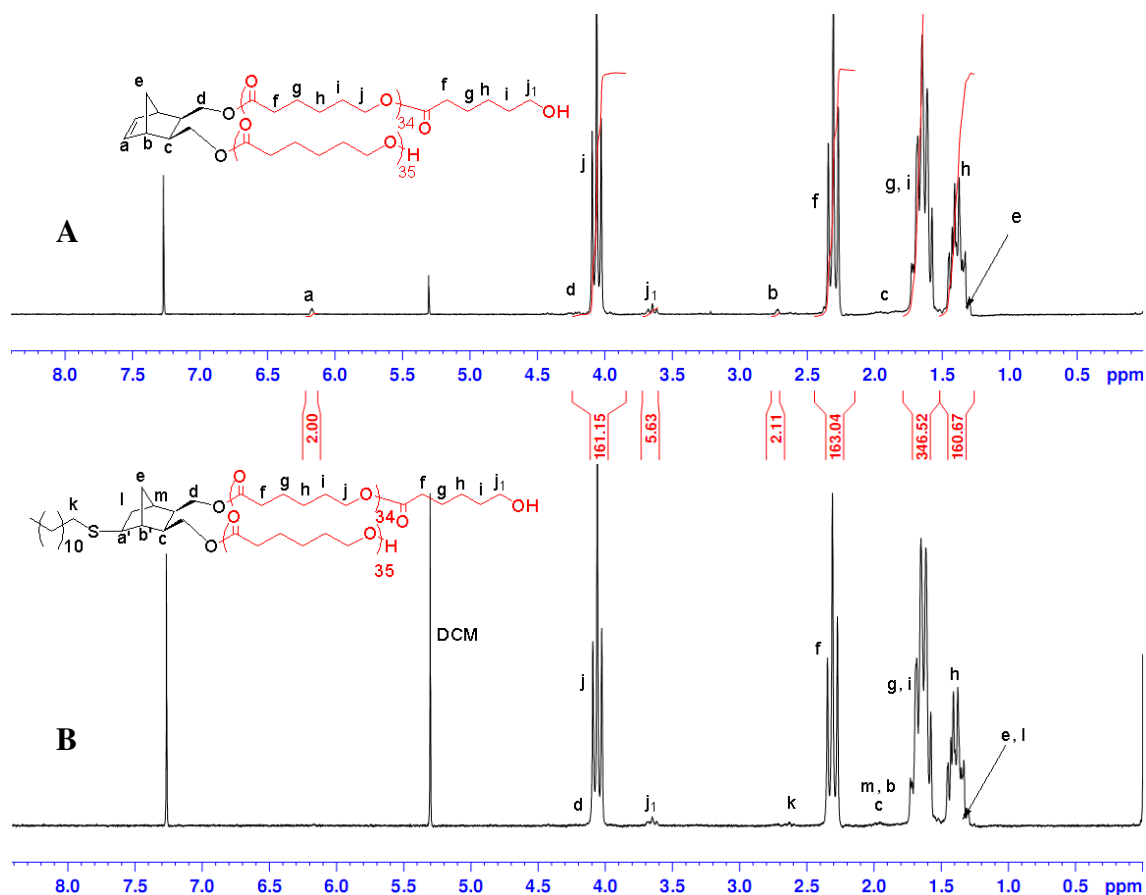 e
d
O
O
f
g
h
i
j
O
34
O
f
g
h
i
j1
OH
a
b
c
O
O
O
H
35
A
a
d
j
j1
b
f
c
g, i
h
e
8.0 7.5 7.0 6.5 6.0 5.5 5.0 4.5 4.0 3.5 3.0 2.5 2.0 1.5 1.0 0.5 ppm
2.00
161.15
5.63
2.11
163.04
346.52
160.67
k
l
e
m
d
O
O
f
g
h
i
j
O
34
O
f
g
h
i
j1
OH
10
S
a'
b'
c
O
O
O
H
35
DCM
B
d
j
j1
k
f
m, b
c
g, i
h
e, l
8.0 7.5 7.0 6.5 6.0 5.5 5.0 4.5 4.0 3.5 3.0 2.5 2.0 1.5 1.0 0.5 ppm